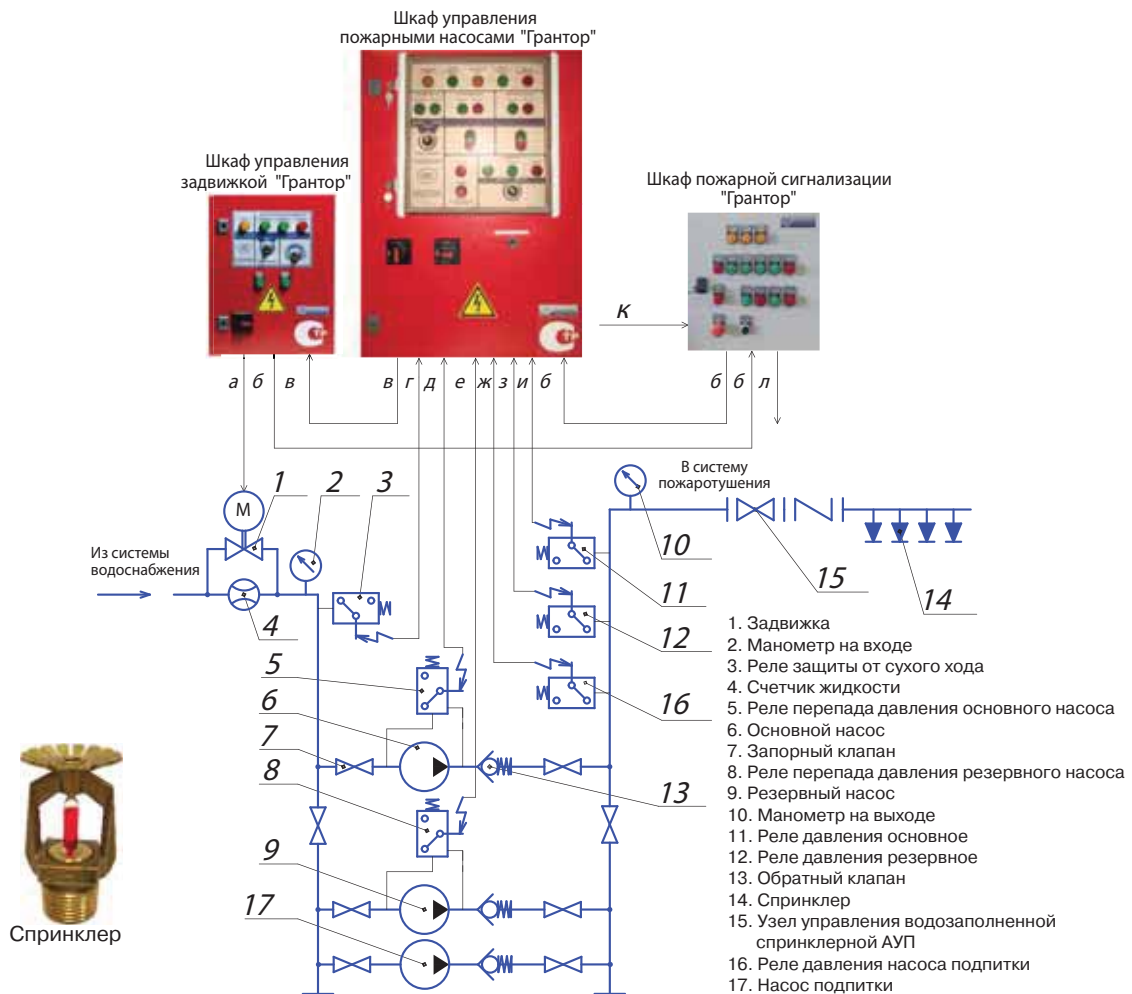 Шкаф управления
пожарными насосами "Грантор"
Шкаф управления
задвижкой "Грантор"
Шкаф пожарной сигнализации
"Грантор"
к
а б в
в г д е ж з и б
б б л
В систему
пожаротушения
1
2
3
М
Из системы
водоснабжения
4
10
11
15
14
12
5
16
6
7
8
13
9
17
Спринклер
1. Задвижка
2. Манометр на входе
3. Реле защиты от сухого хода
4. Счетчик жидкости
5. Реле перепада давления основного насоса
6. Основной насос
7. Запорный клапан
8. Реле перепада давления резервного насоса
9. Резервный насос
10. Манометр на выходе
11. Реле давления основное
12. Реле давления резервное
13. Обратный клапан
14. Спринклер
15. Узел управления водозаполненной
спринклерной АУП
16. Реле давления насоса подпитки
17. Насос подпитки